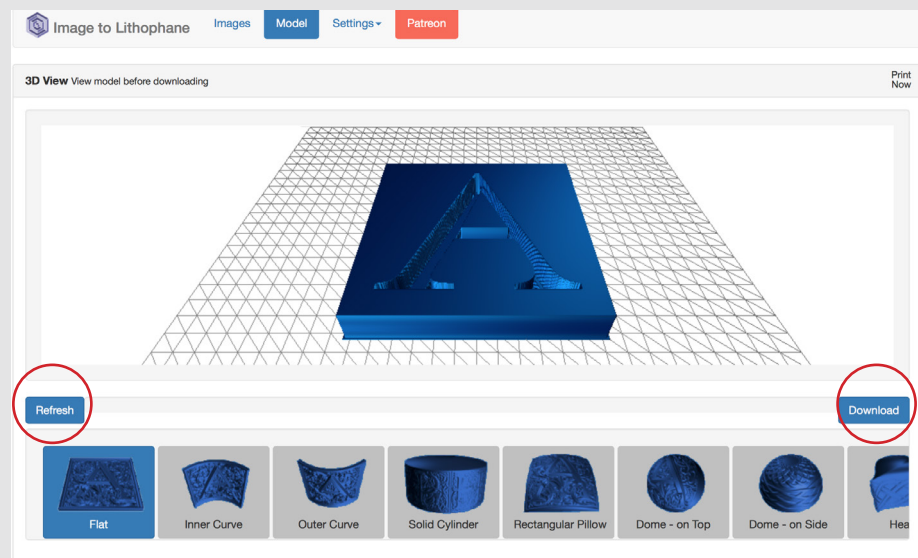 Image to Lithophane Images Model Settings Patreon
3D View View model before downloading
Print
Now
Refresh Download
Flat Inner Curve Outer Curve Solid Cylinder Rectangular Pillow Dome - on Top Dome - on Side Hea